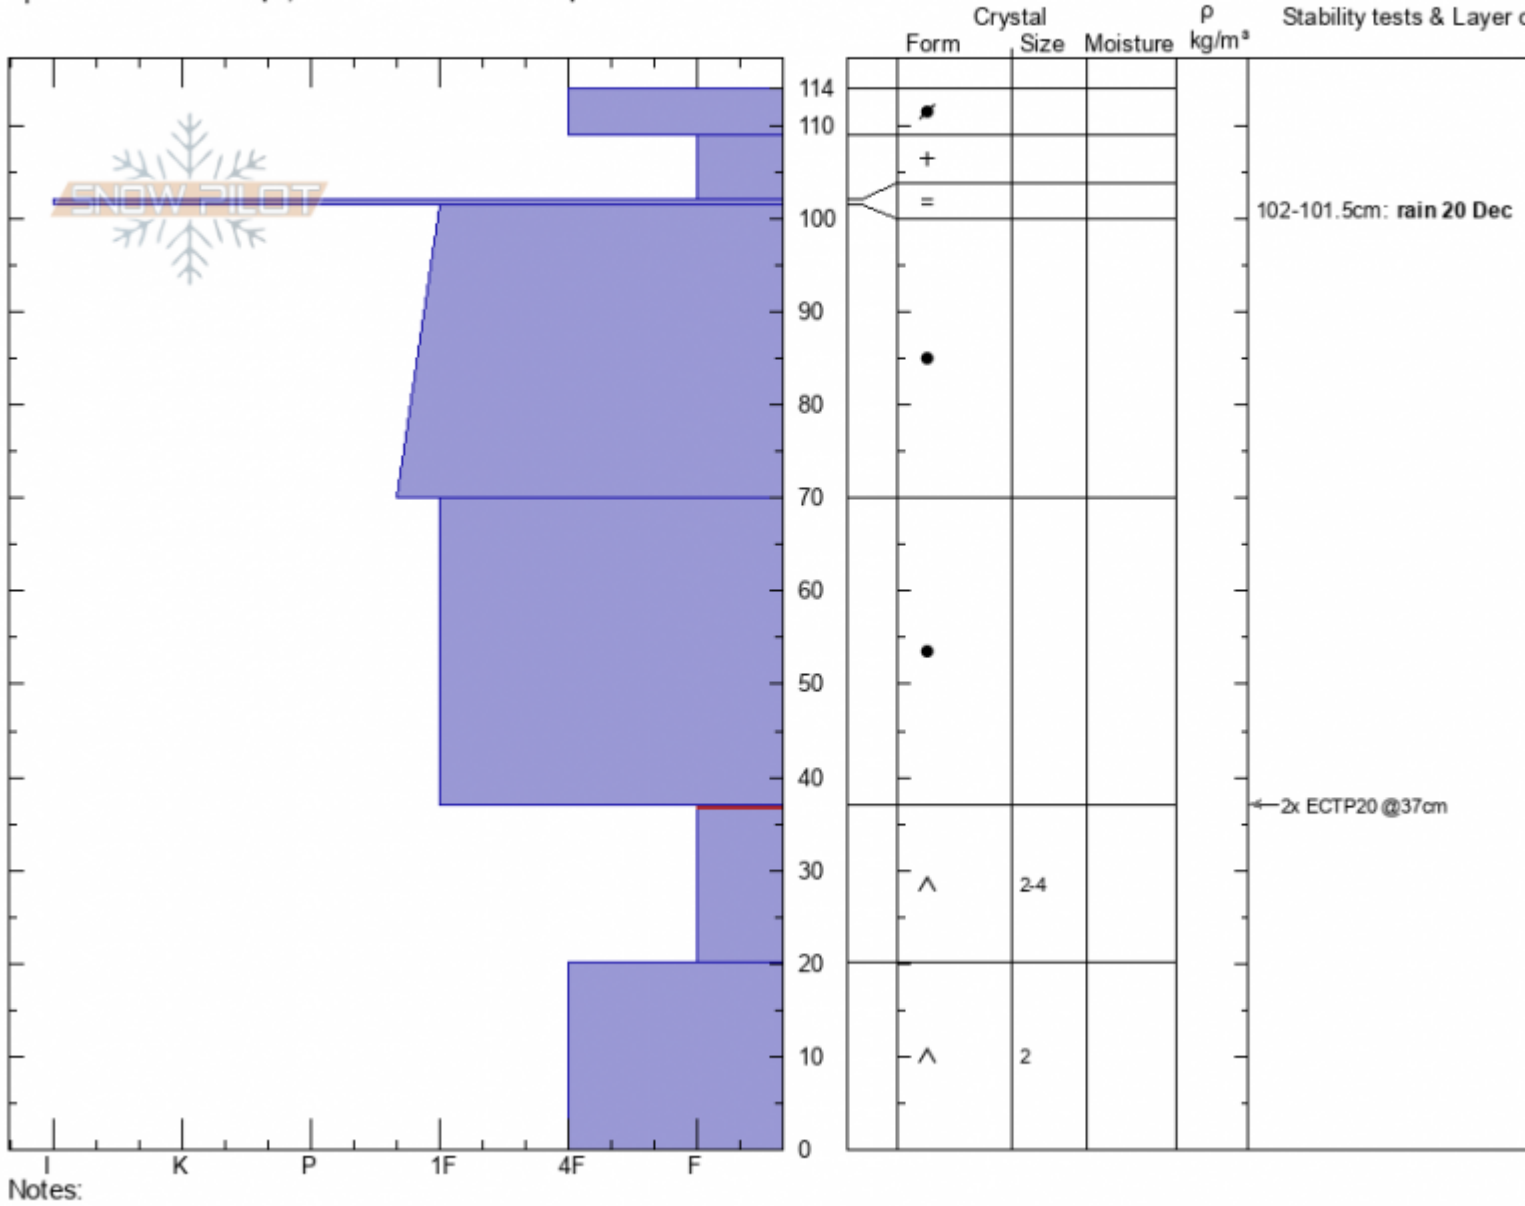 Crystal
ρ
Stability tests & Layer
Form
Size
Moisture
kg/m³
114
110
SNOW PILOT
100
102-101.5cm: rain 20 Dec
90
80
70
60
50
40
2x ECTP20 @37cm
30
2-4
20
10
2
0
I K P 1F 4F F
Notes: